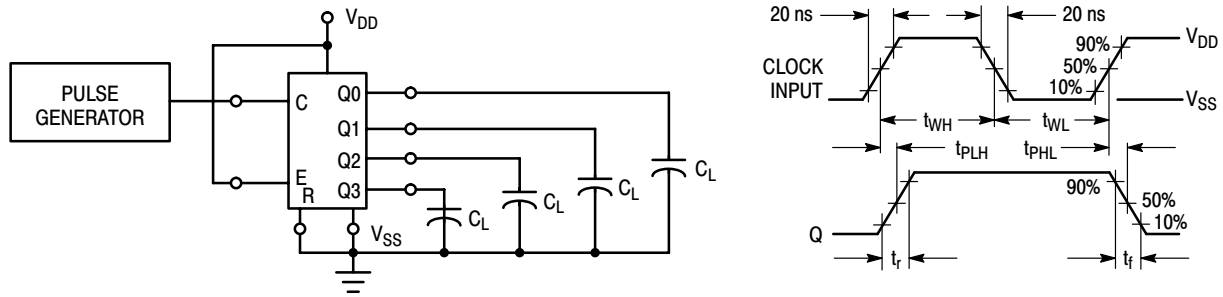 V_DD
PULSE
GENERATOR
C
E
R
Q0
Q1
Q2
Q3
V_SS
C_L
C_L
C_L
C_L
20 ns
20 ns
CLOCK
INPUT
90%
50%
10%
V_DD
V_SS
t_WH
t_WL
t_PLH
t_PHL
90%
50%
10%
Q
t_r
t_f